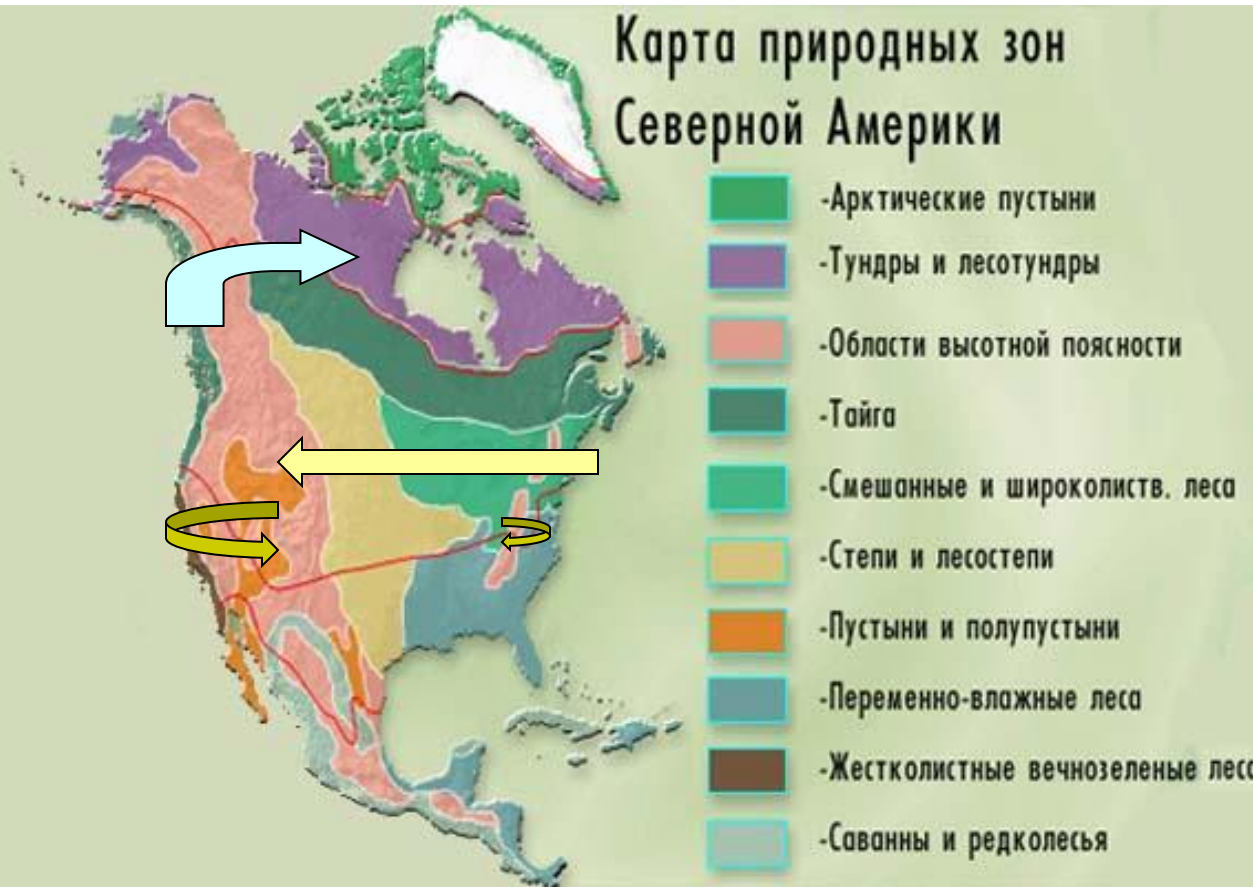 Карта природных зон
Северной Америки
-Арктические пустыни
-Тундры и лесотундры
-Области высотной поясности
-Тайга
-Смешанные и широколиств. леса
-Степи и лесостепи
-Пустыни и полупустыни
-Переменно-влажные леса
-Жестколистные вечнозеленые леса
-Саванны и редколесья